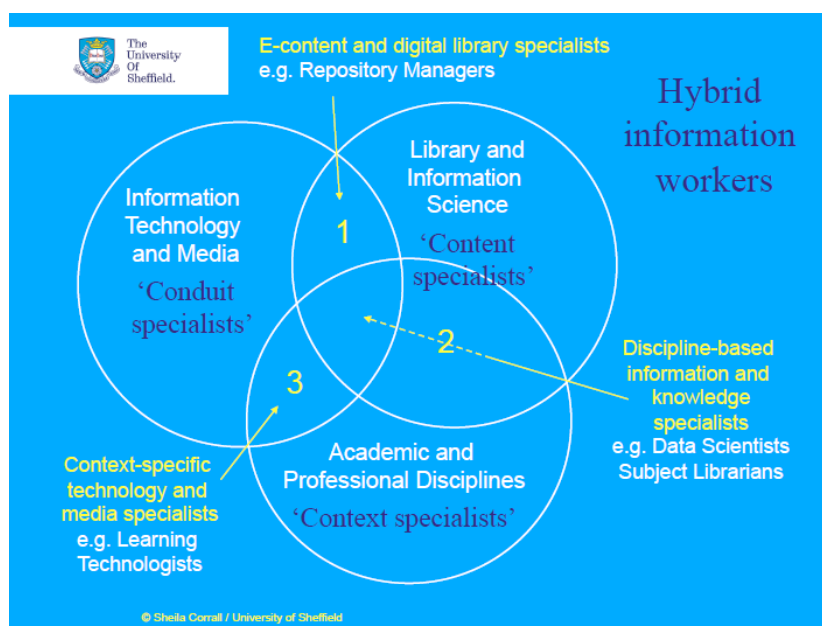 The
University
Of
Sheffield.
E-content and digital library specialists
e.g. Repository Managers
Hybrid
information
workers
Library and
Information
Science
‘Content
specialists’
Information
Technology
and Media
‘Conduit
specialists’
1
2
3
Discipline-based
information and
knowledge
specialists
e.g. Data Scientists
Subject Librarians
Academic and
Professional Disciplines
‘Context specialists’
Context-specific
technology and
media specialists
e.g. Learning
Technologists
© Sheila Corrall / University of Sheffield